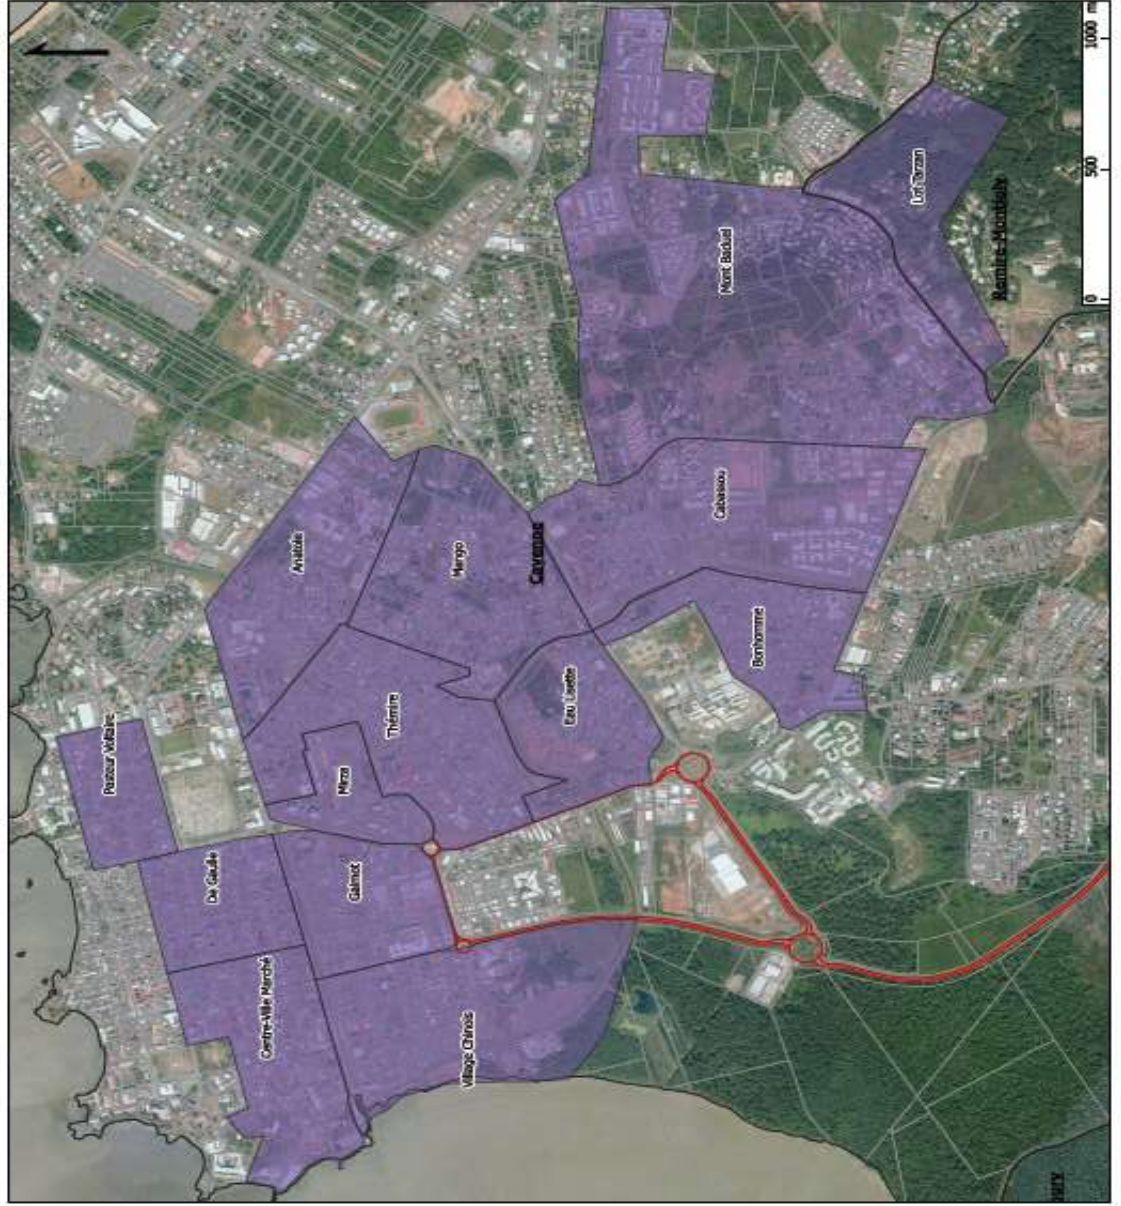 Pasteur Voltaire
De Gaulle
Centre-Ville Marché
Anatole
Mirza
Galmot
Thémire
Mango
Village Chinois
Cayenne
Eau Lisette
Cabassou
Mont Baduel
Bonhomme
Lot Tarzan
Remire-Montjoly
0 500 1000 m